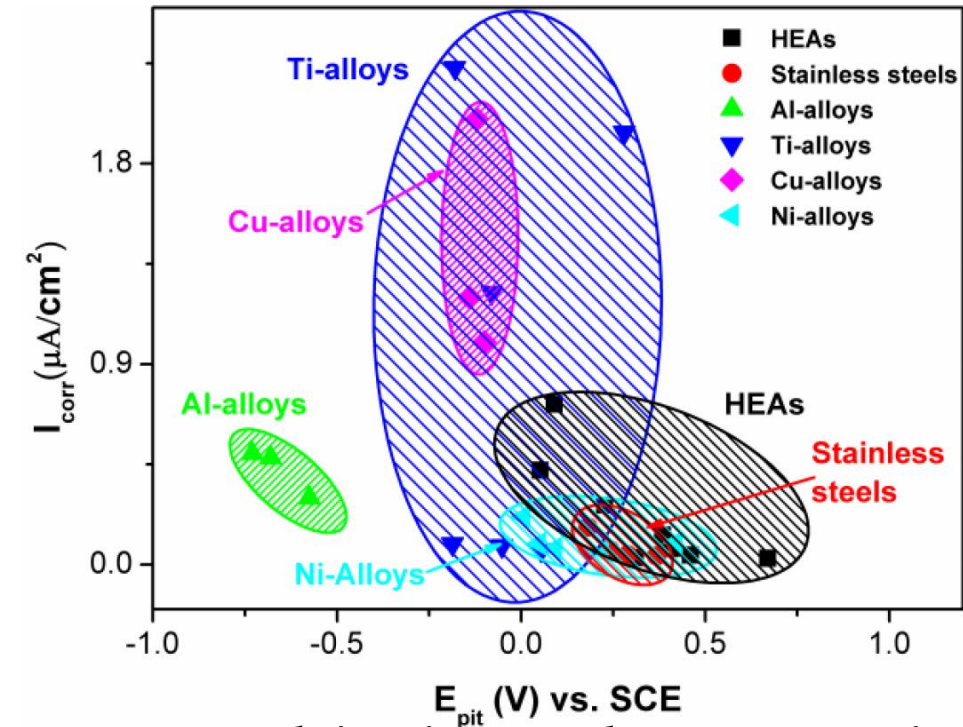 Ti-alloys
HEAs
Stainless steels
Al-alloys
Ti-alloys
Cu-alloys
Ni-alloys
1.8
Cu-alloys
I_corr(μA/cm²)
0.9
Al-alloys
HEAs
Stainless
steels
0.0
Ni-Alloys
-1.0 -0.5 0.0 0.5 1.0
E_pit (V) vs. SCE